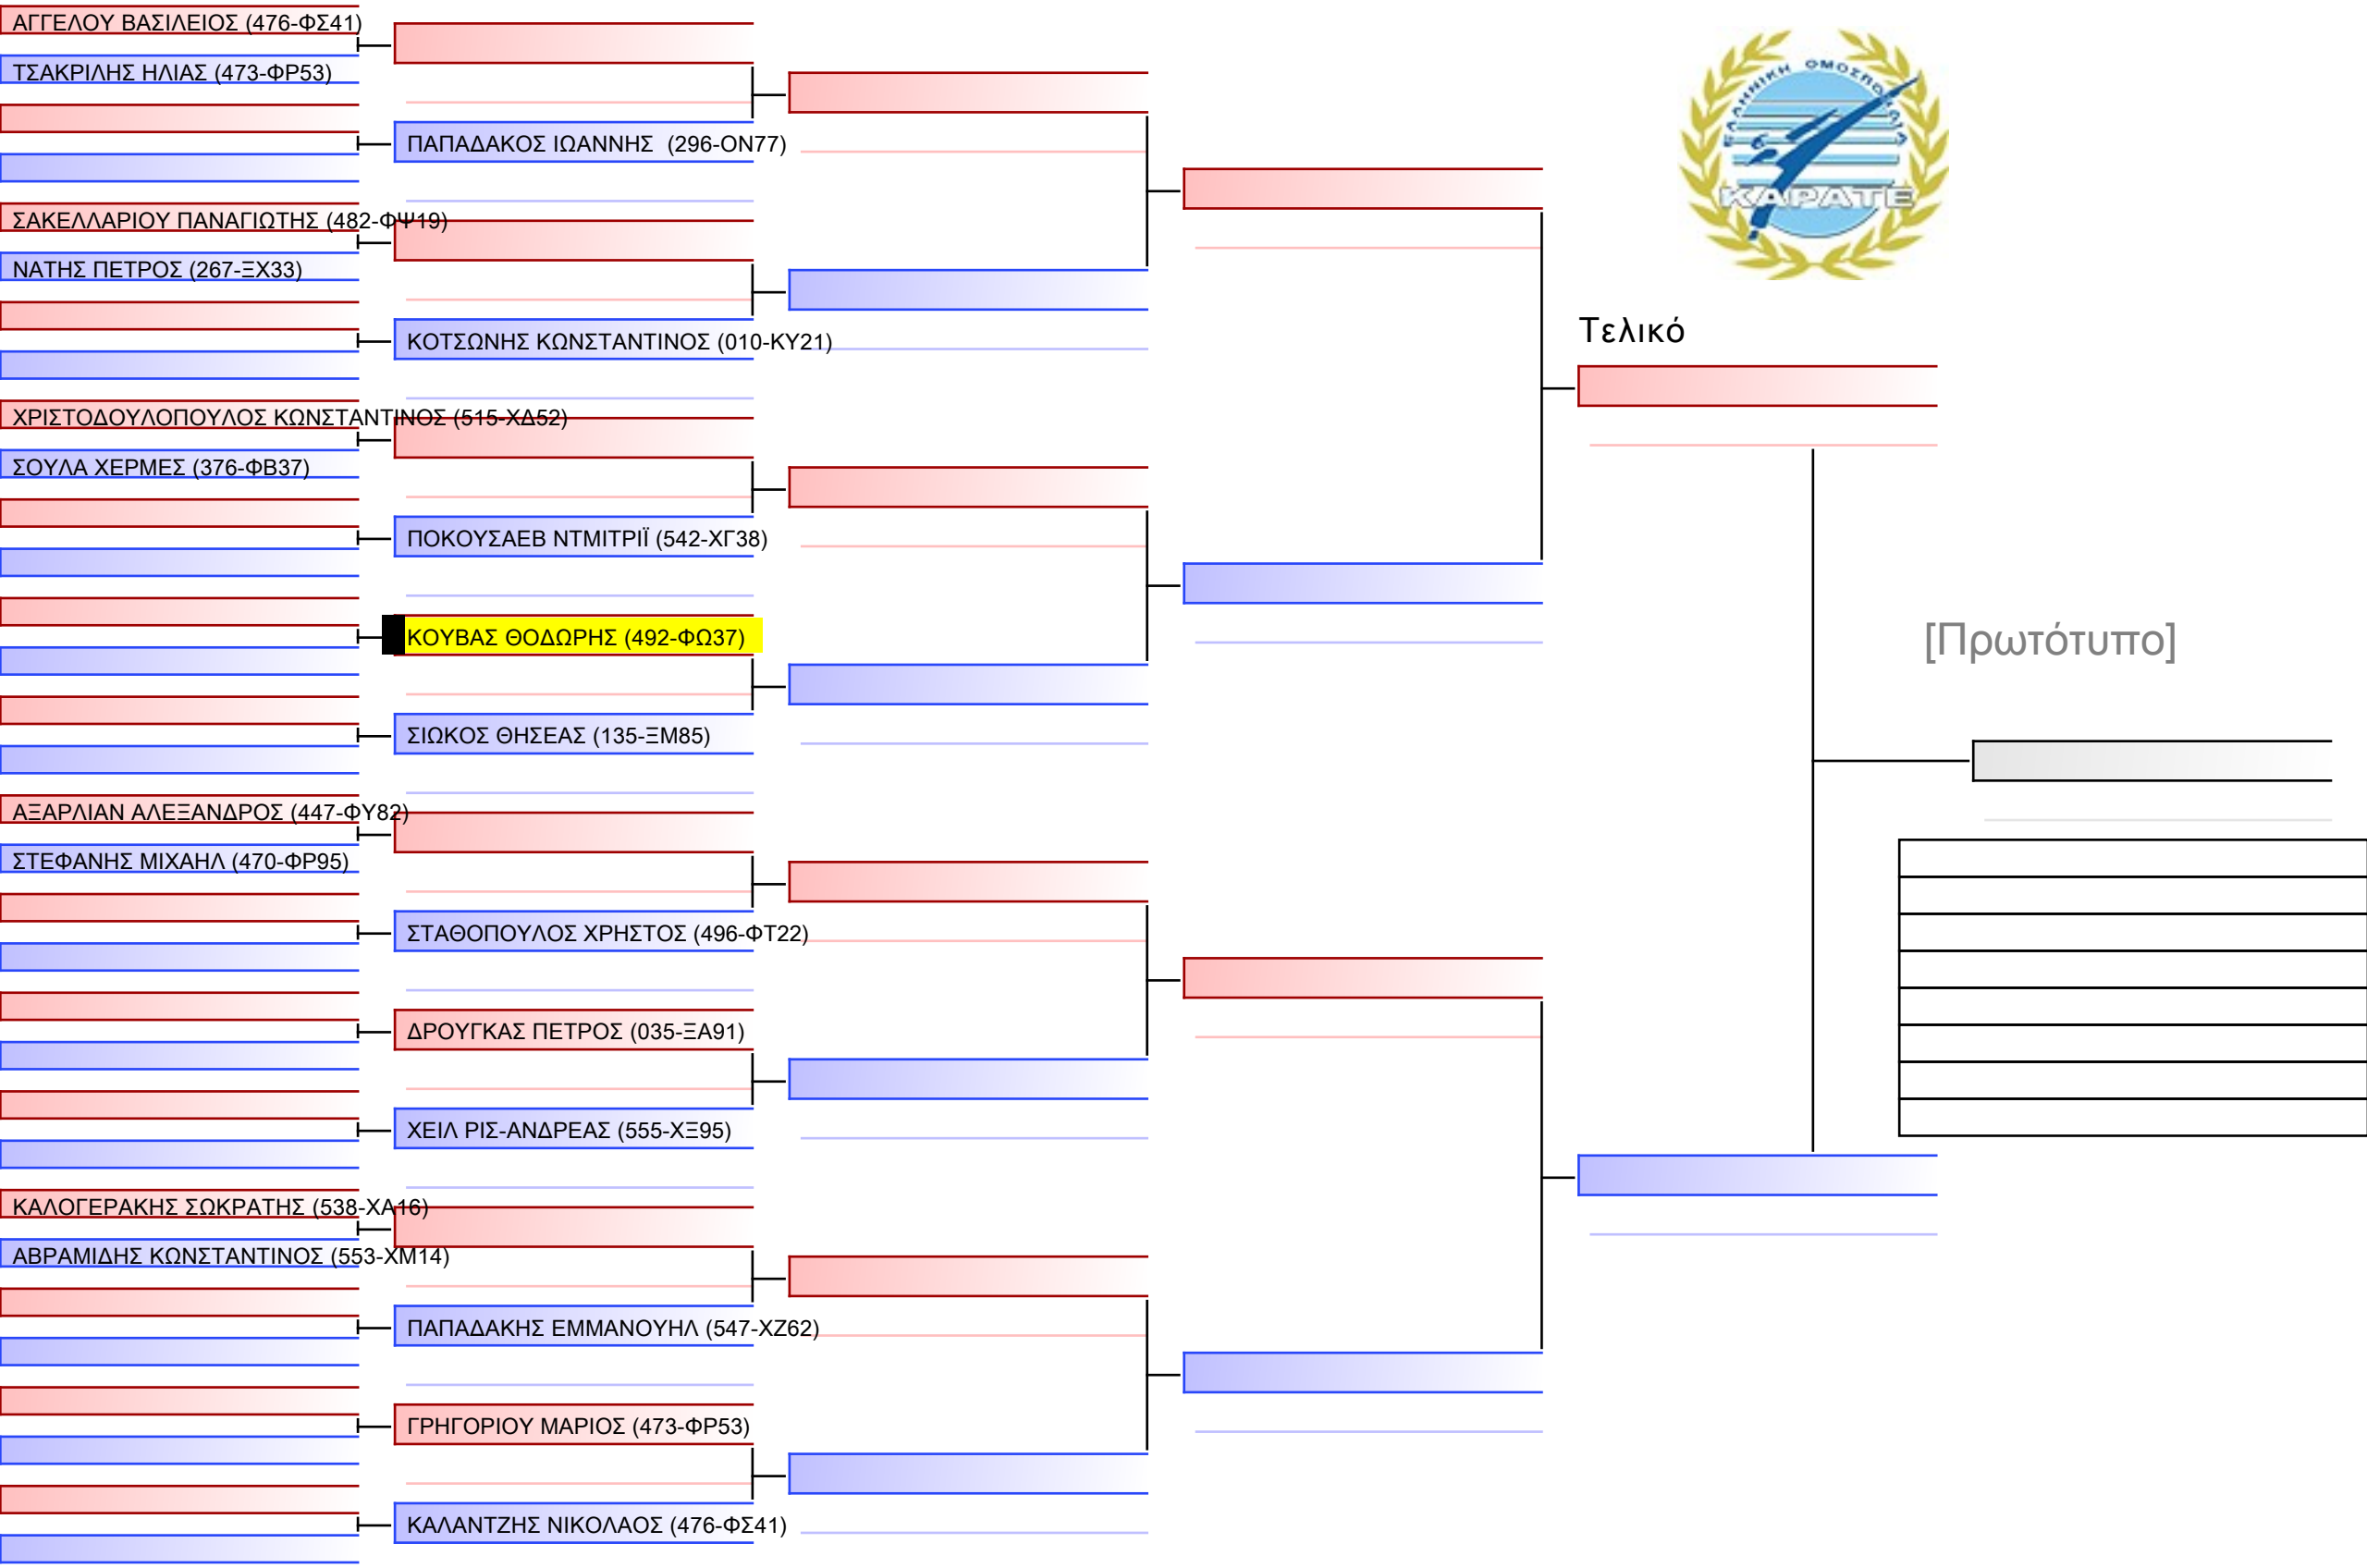 ΑΓΓΕΛΟΥ ΒΑΣΙΛΕΙΟΣ (476-ΦΣ41)
ΤΣΑΚΡΙΛΗΣ ΗΛΙΑΣ (473-ΦΡ53)
ΠΑΠΑΔΑΚΟΣ ΙΩΑΝΝΗΣ (296-ΟΝ77)
ΣΑΚΕΛΛΑΡΙΟΥ ΠΑΝΑΓΙΩΤΗΣ (482-ΦΨ19)
ΝΑΤΗΣ ΠΕΤΡΟΣ (267-ΞΧ33)
ΚΟΤΣΩΝΗΣ ΚΩΝΣΤΑΝΤΙΝΟΣ (010-ΚΥ21)
ΧΡΙΣΤΟΔΟΥΛΟΠΟΥΛΟΣ ΚΩΝΣΤΑΝΤΙΝΟΣ (515-ΧΔ52)
ΣΟΥΛΑ ΧΕΡΜΕΣ (376-ΦΒ37)
ΠΟΚΟΥΣΑΕΒ ΝΤΜΙΤΡΙΪ (542-ΧΓ38)
ΚΟΥΒΑΣ ΘΟΔΩΡΗΣ (492-ΦΩ37)
ΣΙΩΚΟΣ ΘΗΣΕΑΣ (135-ΞΜ85)
ΑΞΑΡΛΙΑΝ ΑΛΕΞΑΝΔΡΟΣ (447-ΦΥ82)
ΣΤΕΦΑΝΗΣ ΜΙΧΑΗΛ (470-ΦΡ95)
ΣΤΑΘΟΠΟΥΛΟΣ ΧΡΗΣΤΟΣ (496-ΦΤ22)
ΔΡΟΥΓΚΑΣ ΠΕΤΡΟΣ (035-ΞΑ91)
ΧΕΙΛ ΡΙΣ-ΑΝΔΡΕΑΣ (555-ΧΞ95)
ΚΑΛΟΓΕΡΑΚΗΣ ΣΩΚΡΑΤΗΣ (538-ΧΑ16)
ΑΒΡΑΜΙΔΗΣ ΚΩΝΣΤΑΝΤΙΝΟΣ (553-ΧΜ14)
ΠΑΠΑΔΑΚΗΣ ΕΜΜΑΝΟΥΗΛ (547-ΧΖ62)
ΓΡΗΓΟΡΙΟΥ ΜΑΡΙΟΣ (473-ΦΡ53)
ΚΑΛΑΝΤΖΗΣ ΝΙΚΟΛΑΟΣ (476-ΦΣ41)
ΕΛΛΗΝΙΚΗ ΟΜΟΣΠΟΝΔΙΑ
ΚΑΡΑΤΕ
Τελικό
[Πρωτότυπο]